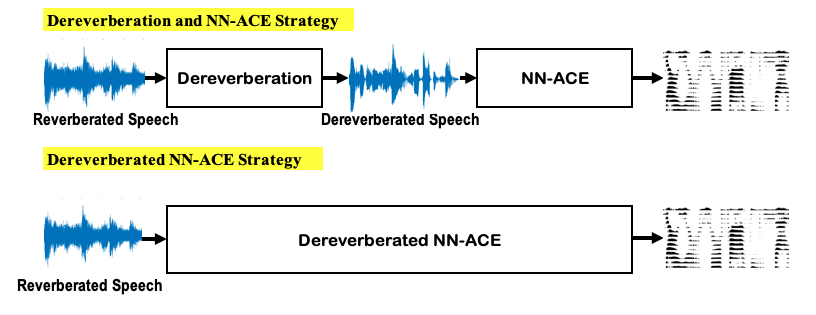 Dereverberation and NN-ACE Strategy
Dereverberation
NN-ACE
Reverberated Speech
Dereverberated Speech
Dereverberated NN-ACE Strategy
Dereverberated NN-ACE
Reverberated Speech